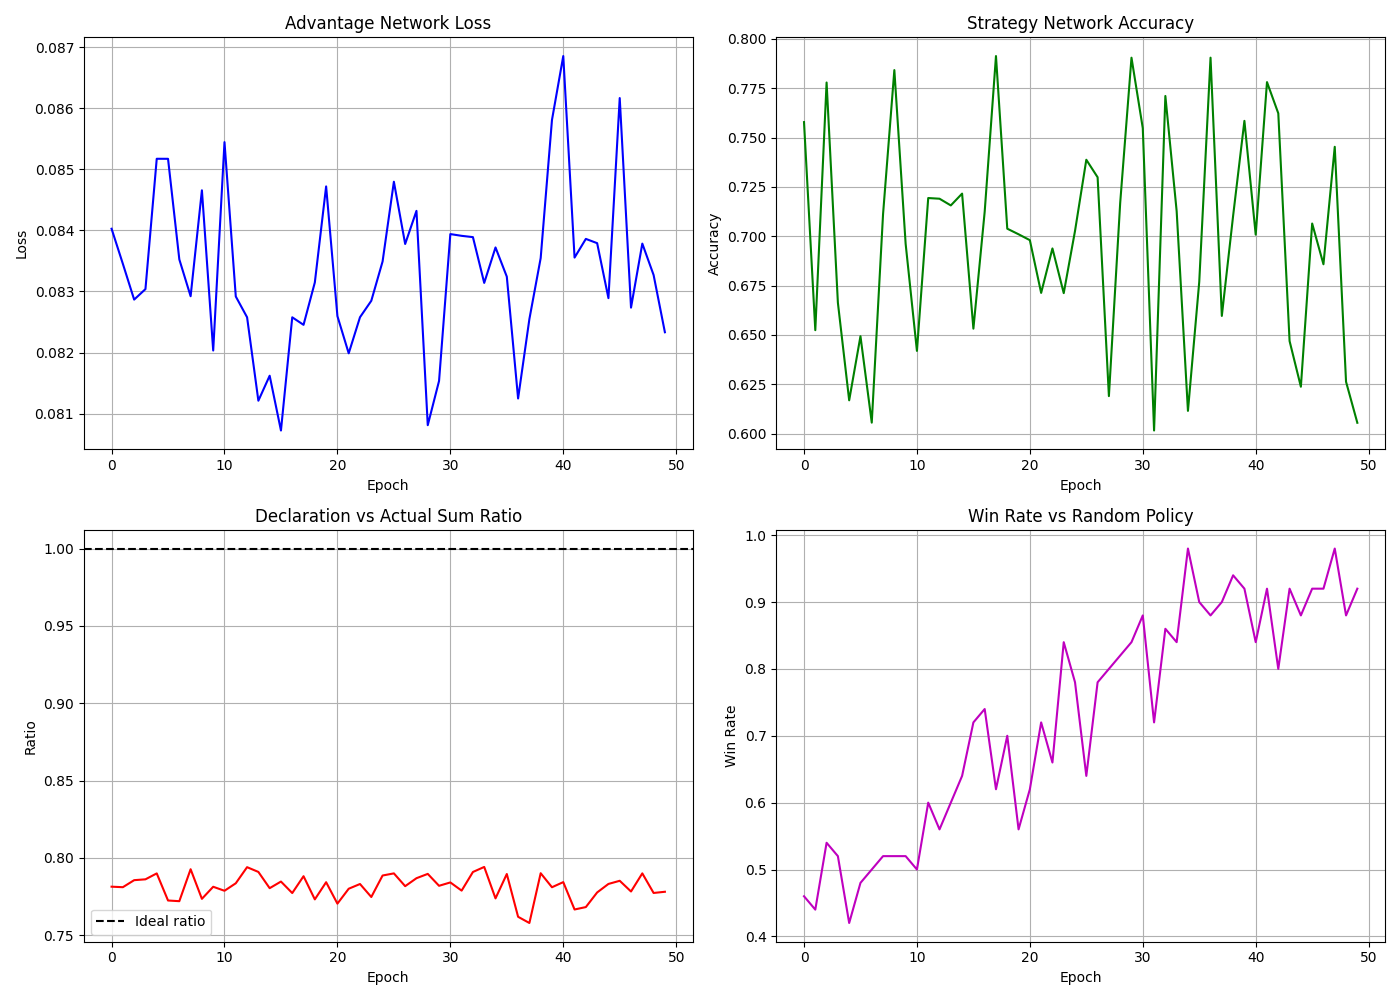 Advantage Network Loss
0.087
0.086
0.085
0.084
0.083
0.082
0.081
Loss
0 10 20 30 40 50
Epoch
Strategy Network Accuracy
0.800
0.775
0.750
0.725
0.700
0.675
0.650
0.625
0.600
Accuracy
0 10 20 30 40 50
Epoch
Declaration vs Actual Sum Ratio
1.00
0.95
0.90
0.85
0.80
0.75
Ratio
Ideal ratio
0 10 20 30 40 50
Epoch
Win Rate vs Random Policy
1.0
0.9
0.8
0.7
0.6
0.5
0.4
Win Rate
0 10 20 30 40 50
Epoch